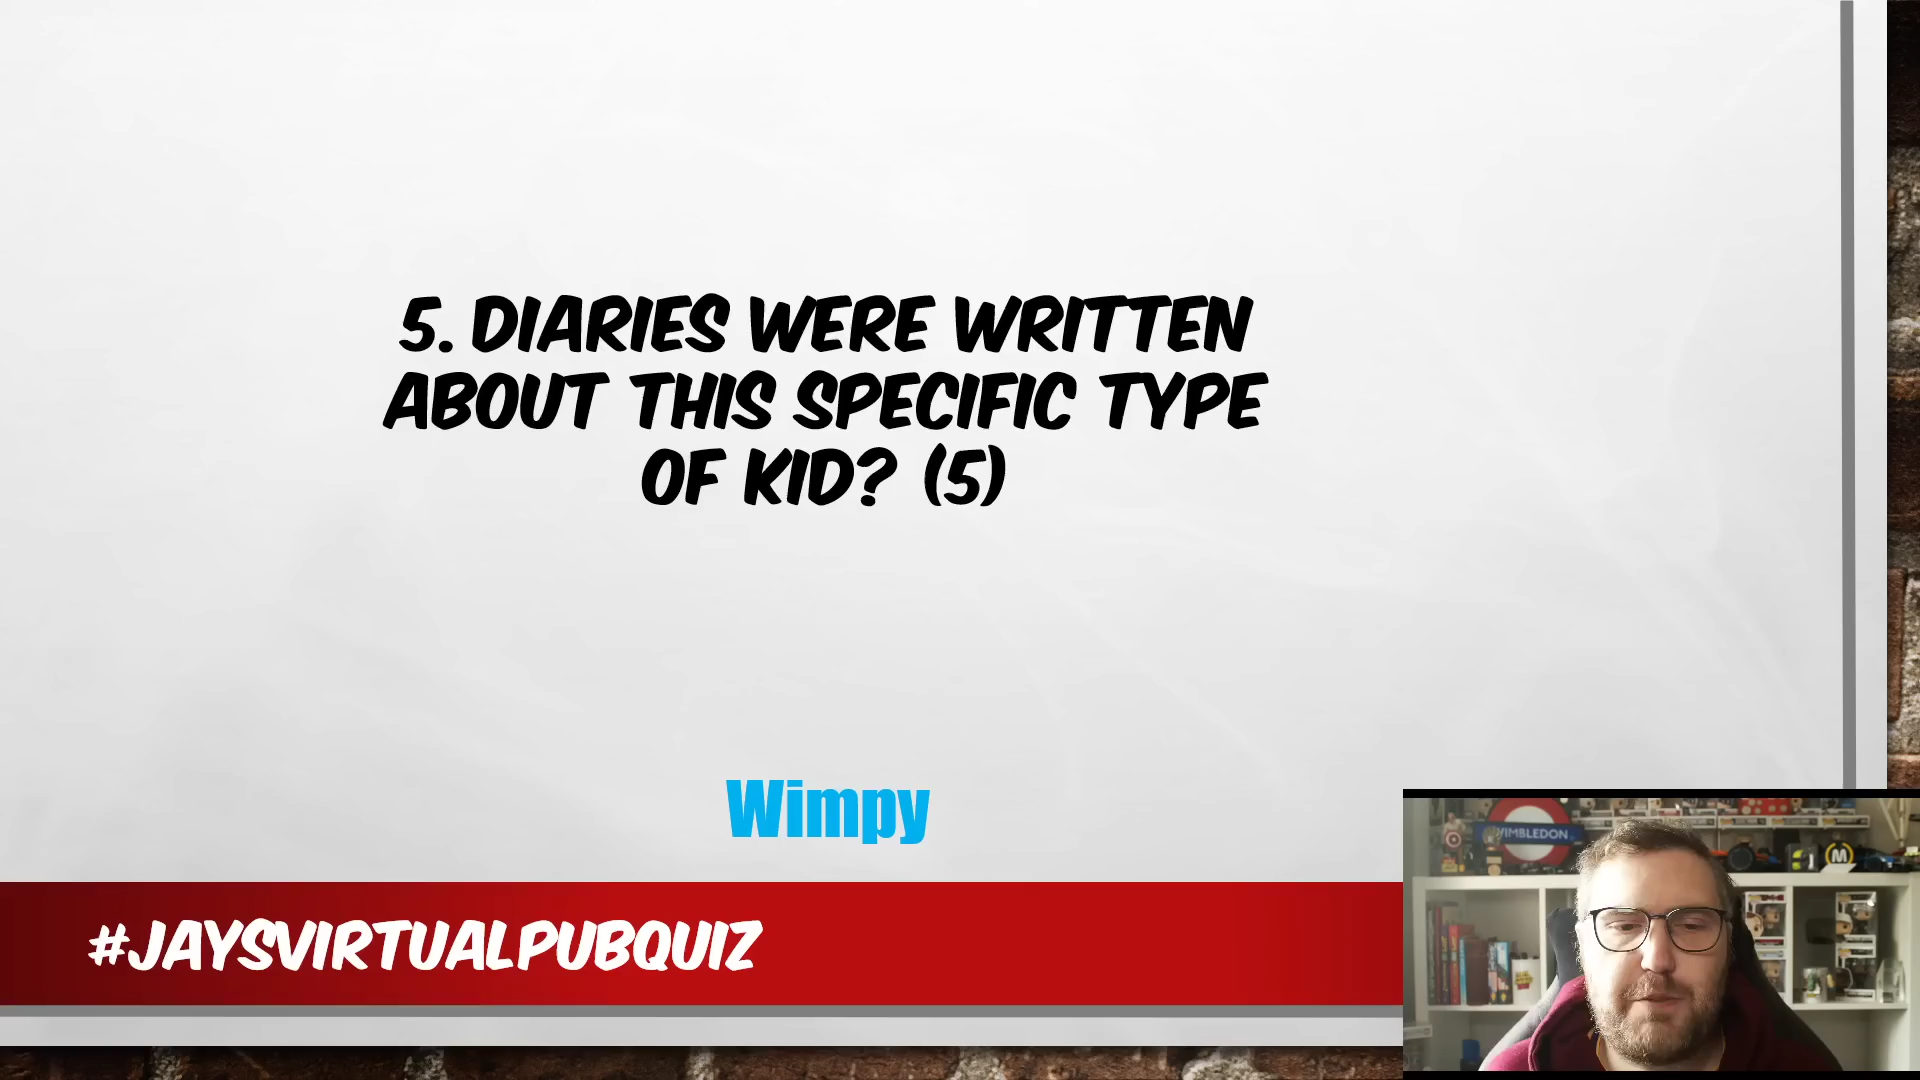 5. DIARIES WERE WRITTEN
ABOUT THIS SPECIFIC TYPE
OF KID? (5)
Wimpy
#JAYSVIRTUALPUBQUIZ
WIMBLEDON
M